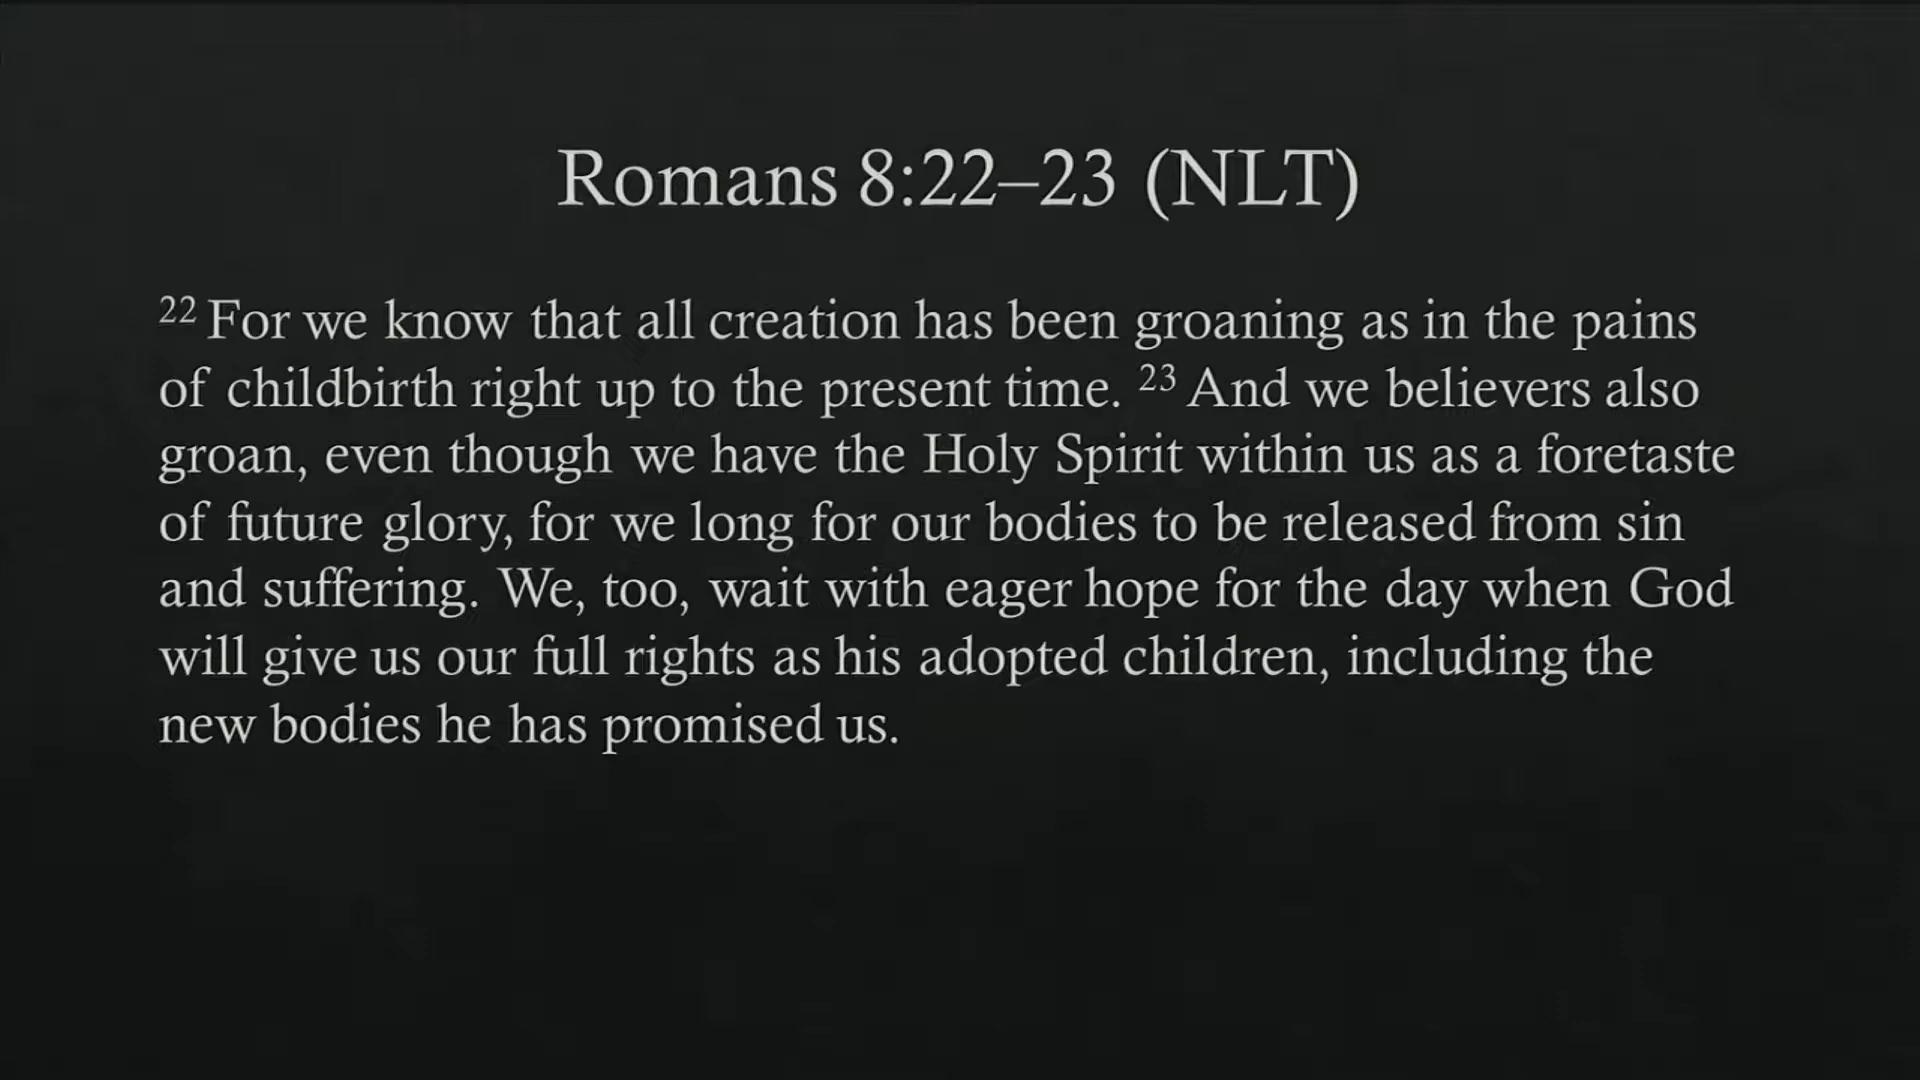 Romans 8:22–23 (NLT)
22 For we know that all creation has been groaning as in the pains
of childbirth right up to the present time. 23 And we believers also
groan, even though we have the Holy Spirit within us as a foretaste
of future glory, for we long for our bodies to be released from sin
and suffering. We, too, wait with eager hope for the day when God
will give us our full rights as his adopted children, including the
new bodies he has promised us.